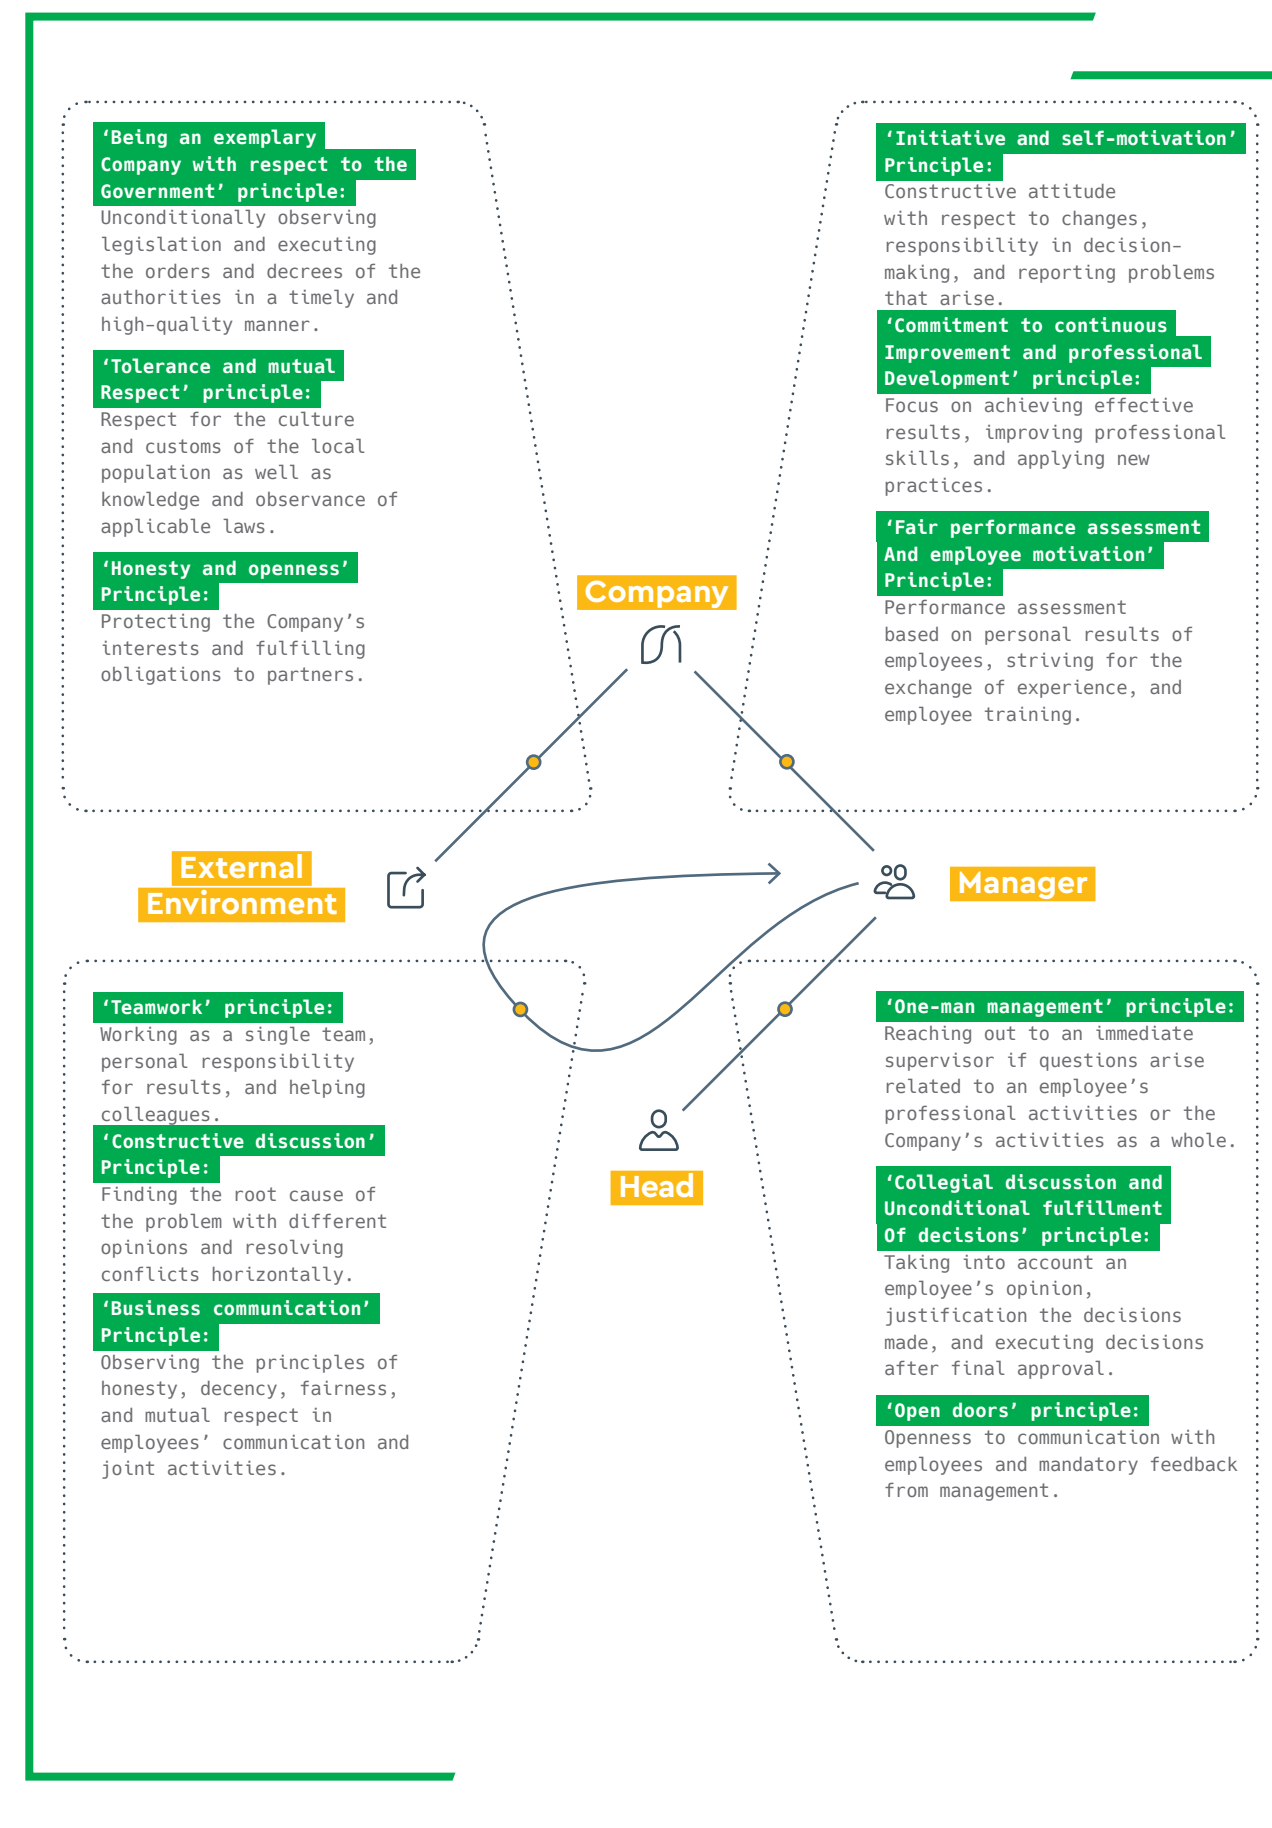 ‘Being an exemplary
Company with respect to the
Government’ principle:
Unconditionally observing
legislation and executing
the orders and decrees of the
authorities in a timely and
high-quality manner.
‘Tolerance and mutual
Respect’ principle:
Respect for the culture
and customs of the local
population as well as
knowledge and observance of
applicable laws.
‘Honesty and openness’
Principle:
Protecting the Company’s
interests and fulfilling
obligations to partners.
‘Initiative and self-motivation’
Principle:
Constructive attitude
with respect to changes,
responsibility in decision-
making, and reporting problems
that arise.
‘Commitment to continuous
Improvement and professional
Development’ principle:
Focus on achieving effective
results, improving professional
skills, and applying new
practices.
‘Fair performance assessment
And employee motivation’
Principle:
Performance assessment
based on personal results of
employees, striving for the
exchange of experience, and
employee training.
Company
External
Environment
Manager
‘Teamwork’ principle:
Working as a single team,
personal responsibility
for results, and helping
colleagues.
‘Constructive discussion’
Principle:
Finding the root cause of
the problem with different
opinions and resolving
conflicts horizontally.
‘Business communication’
Principle:
Observing the principles of
honesty, decency, fairness,
and mutual respect in
employees’ communication and
joint activities.
Head
‘One-man management’ principle:
Reaching out to an immediate
supervisor if questions arise
related to an employee’s
professional activities or the
Company’s activities as a whole.
‘Collegial discussion and
Unconditional fulfillment
Of decisions’ principle:
Taking into account an
employee’s opinion,
justification the decisions
made, and executing decisions
after final approval.
‘Open doors’ principle:
Openness to communication with
employees and mandatory feedback
from management.